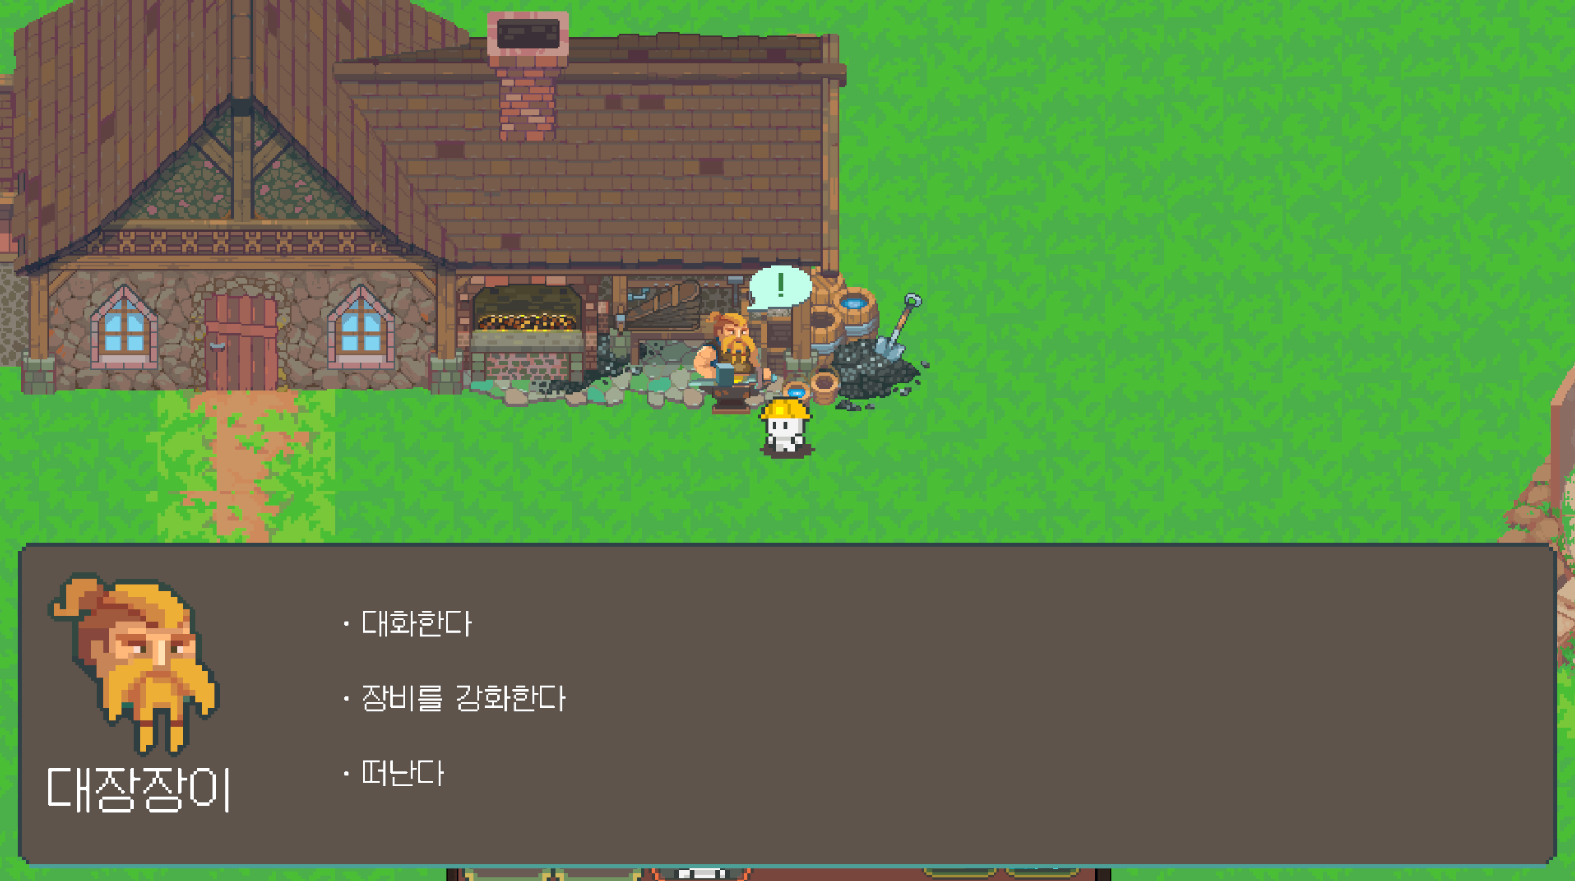 !
· 대화한다
· 장비를 강화한다
· 떠난다
대장장이